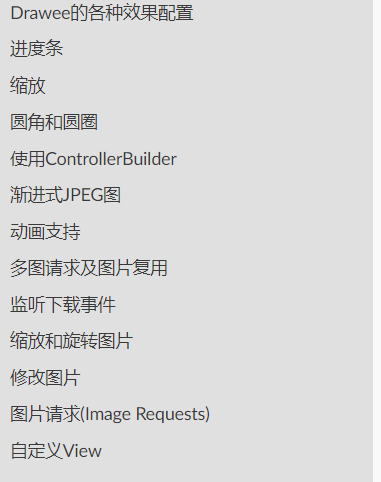 Drawee的各种效果配置
进度条
缩放
圆角和圆圈
使用ControllerBuilder
渐进式JPEG图
动画支持
多图请求及图片复用
监听下载事件
缩放和旋转图片
修改图片
图片请求(Image Requests)
自定义View